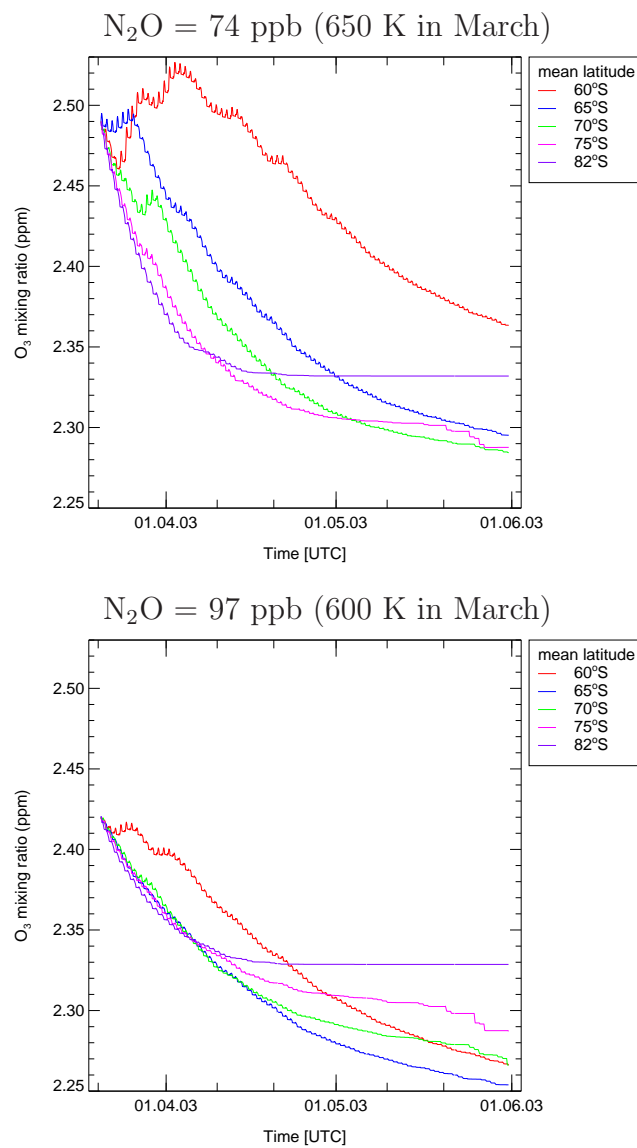 N₂O = 74 ppb (650 K in March)
mean latitude
60°S
65°S
70°S
75°S
82°S
O₃ mixing ratio (ppm)
2.50
2.45
2.40
2.35
2.30
2.25
01.04.03 01.05.03 01.06.03
Time [UTC]
N₂O = 97 ppb (600 K in March)
mean latitude
60°S
65°S
70°S
75°S
82°S
O₃ mixing ratio (ppm)
2.50
2.45
2.40
2.35
2.30
2.25
01.04.03 01.05.03 01.06.03
Time [UTC]